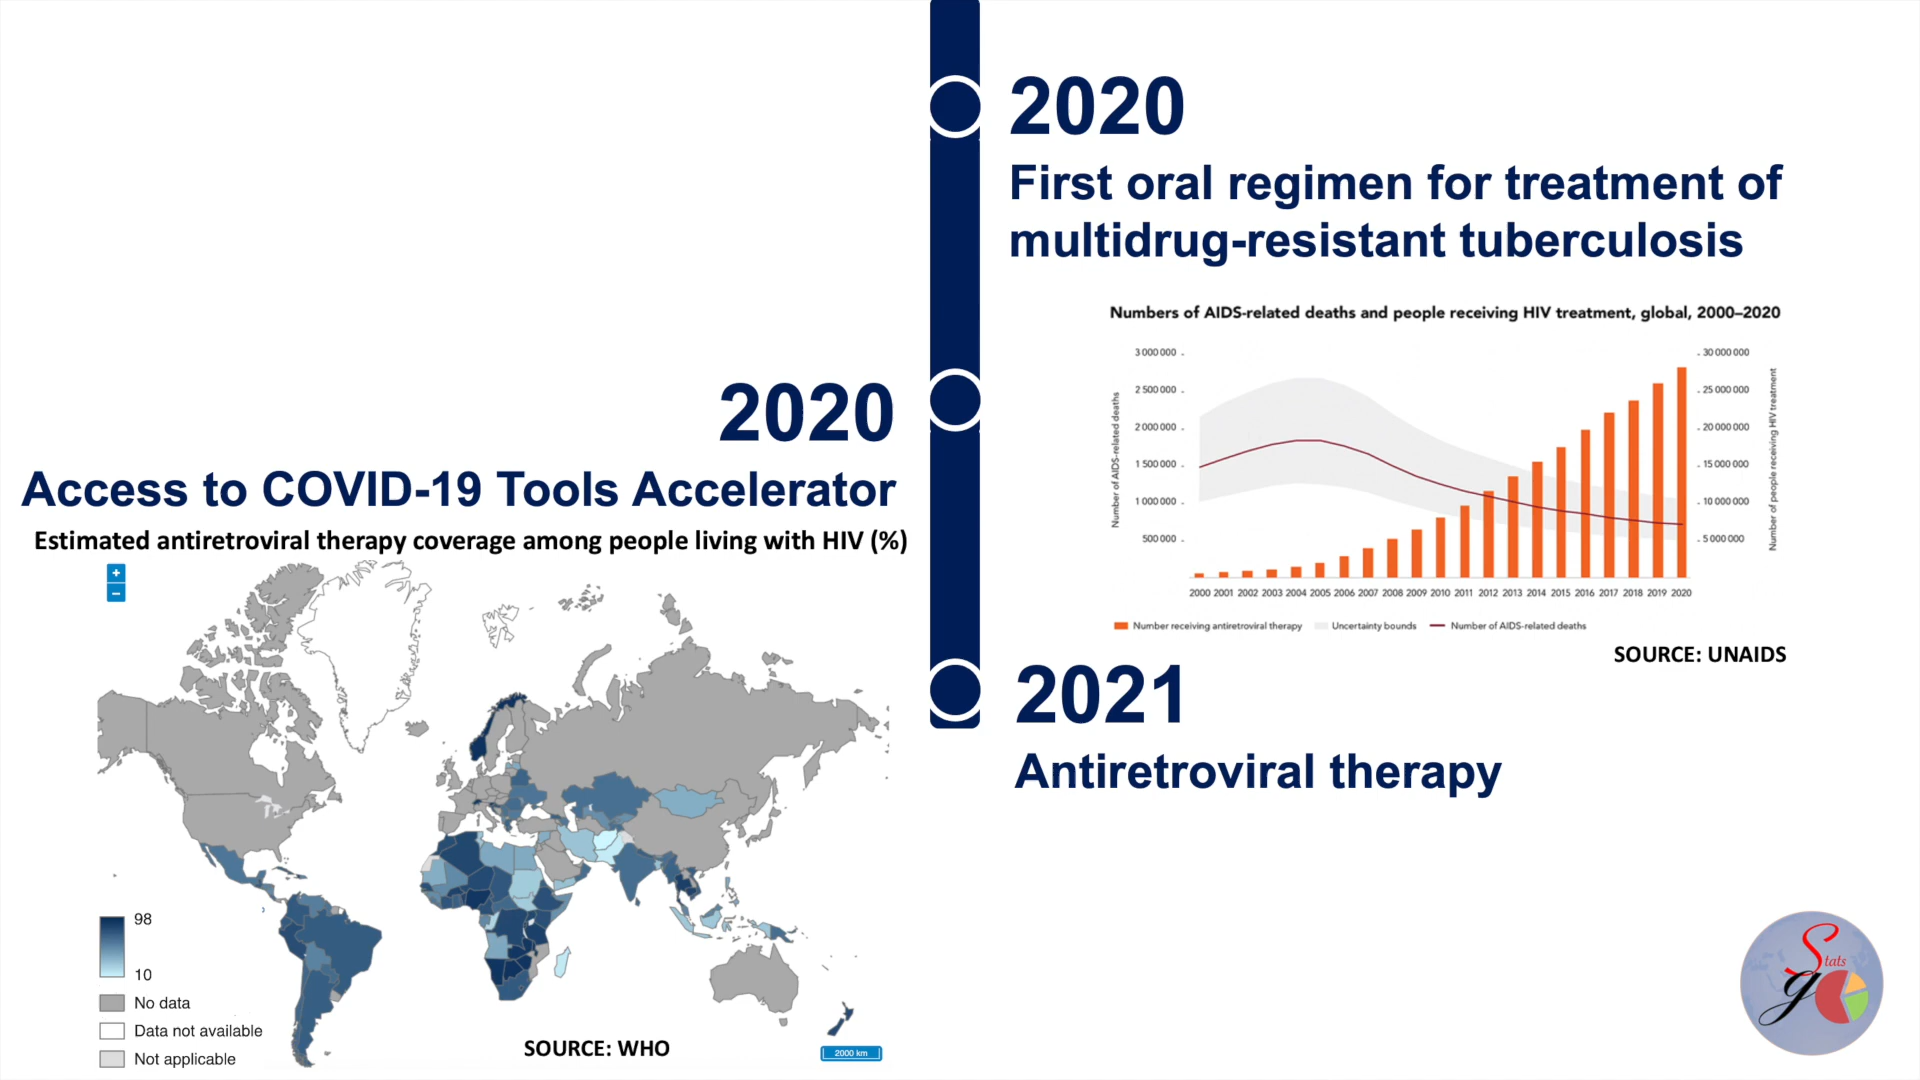 2020
First oral regimen for treatment of
multidrug-resistant tuberculosis
Numbers of AIDS-related deaths and people receiving HIV treatment, global, 2000–2020
3 000 000
2 500 000
2 000 000
1 500 000
1 000 000
500 000
Number of AIDS-related deaths
30 000 000
25 000 000
20 000 000
15 000 000
10 000 000
5 000 000
Number of people receiving HIV treatment
2000 2001 2002 2003 2004 2005 2006 2007 2008 2009 2010 2011 2012 2013 2014 2015 2016 2017 2018 2019 2020
Number receiving antiretroviral therapy Uncertainty bounds Number of AIDS-related deaths
SOURCE: UNAIDS
2020
Access to COVID-19 Tools Accelerator
Estimated antiretroviral therapy coverage among people living with HIV (%)
+
−
98
10
No data
Data not available
Not applicable
SOURCE: WHO
2000 km
2021
Antiretroviral therapy
Stats
g